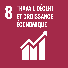 8 TRAVAIL DÉCENT
ET CROISSANCE
ÉCONOMIQUE